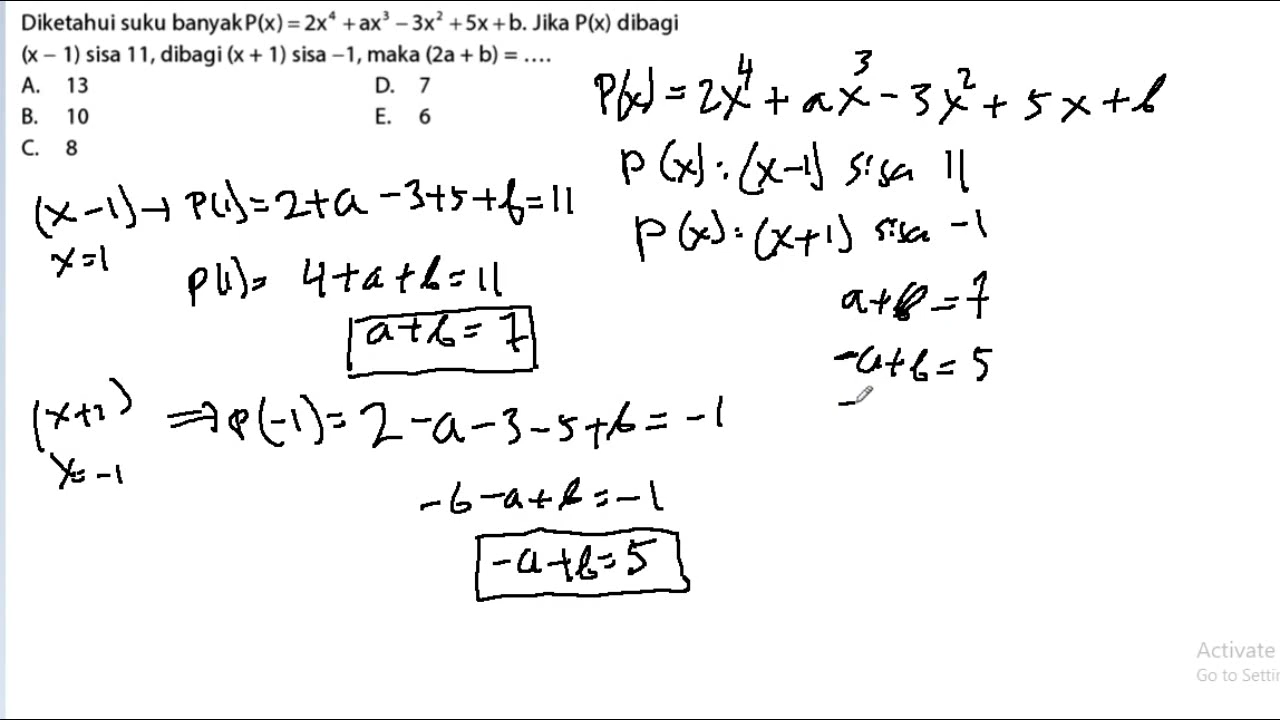 Diketahui suku banyak P(x) = 2x⁴ + ax³ – 3x² + 5x + b. Jika P(x) dibagi
(x – 1) sisa 11, dibagi (x + 1) sisa –1, maka (2a + b) = ....
A. 13
B. 10
C. 8
D. 7
E. 6
P(x) = 2x⁴ + ax³ - 3x² + 5x + b
P(x) : (x-1) sisa 11
P(x) : (x+1) sisa -1
(x-1) → P(1) = 2+a -3+5+b = 11
x = 1
P(1) = 4+a+b = 11
a+b = 7
(x+1) ⇒ P(-1) = 2 -a -3 -5 +b = -1
x = -1
-6 -a+b = -1
-a+b = 5
a+b = 7
-a+b = 5
Activate
Go to Settin